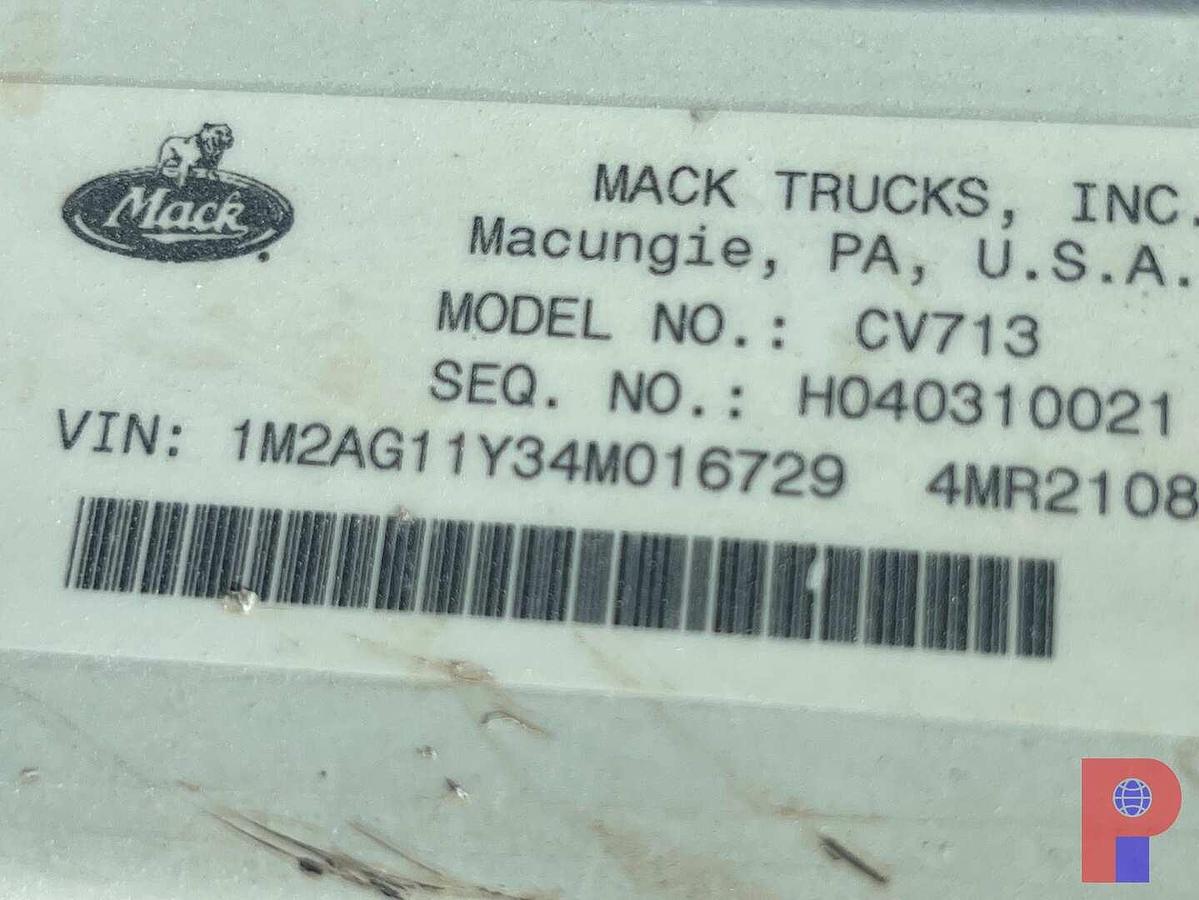 Mack
MACK TRUCKS, INC.
Macungie, PA, U.S.A.
MODEL NO.: CV713
SEQ. NO.: H040310021
VIN: 1M2AG11Y34M016729 4MR2108